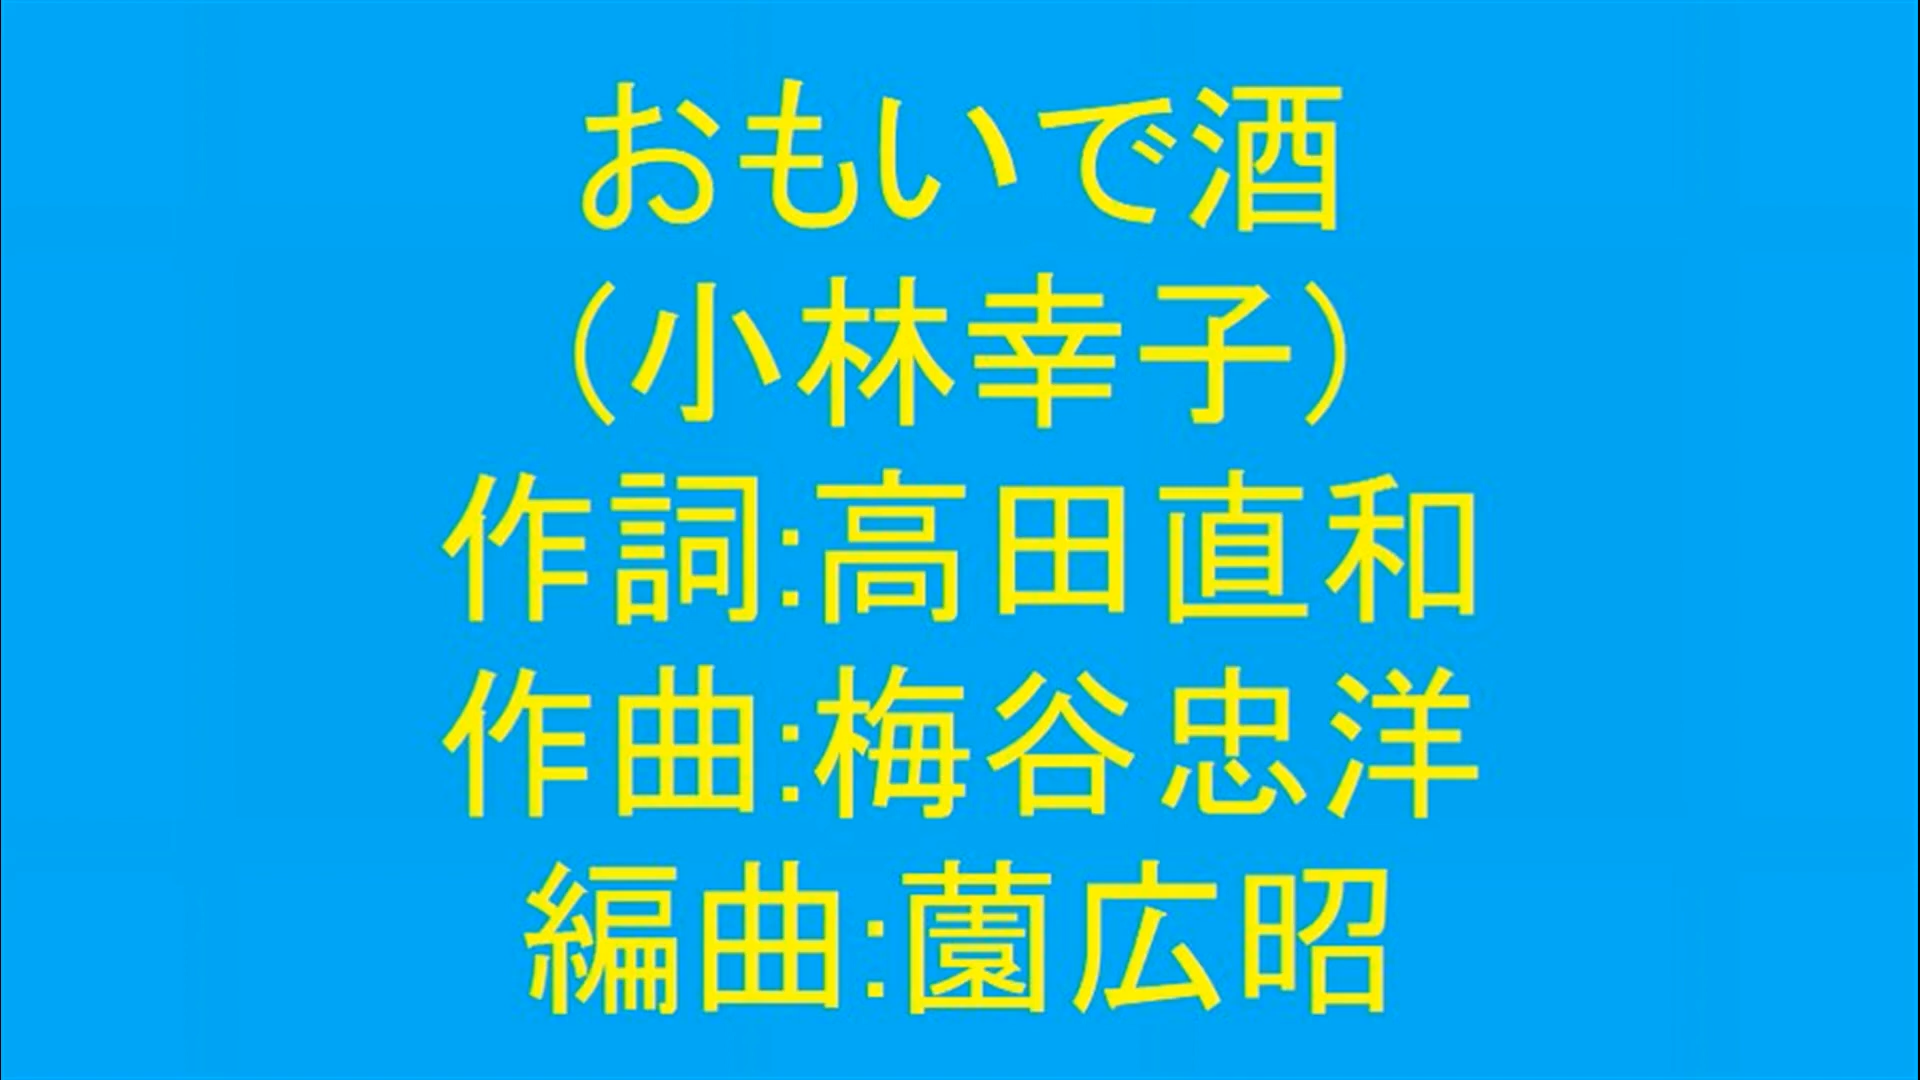 おもいで酒
（小林幸子）
作詞:高田直和
作曲:梅谷忠洋
編曲:薗広昭